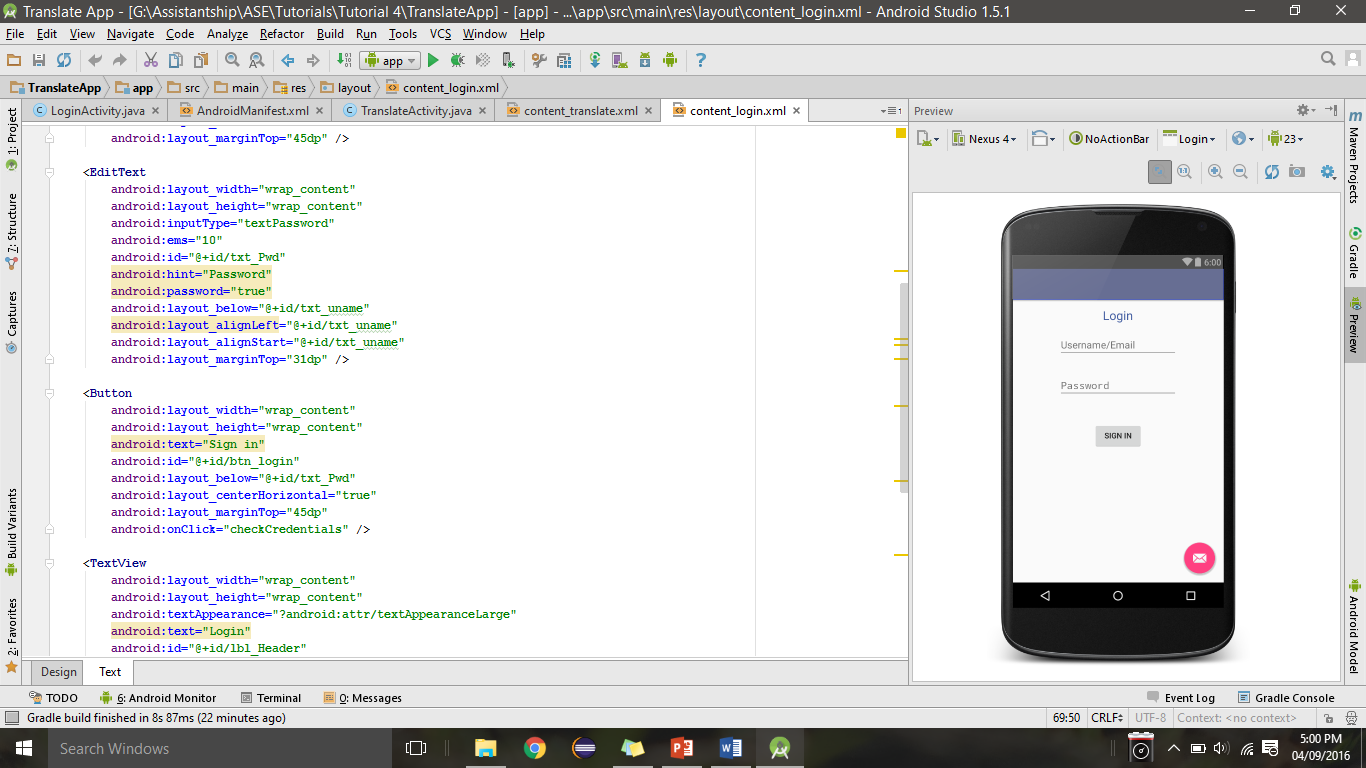 Translate App - [G:\Assistantship\ASE\Tutorials\Tutorial 4\TranslateApp] - [app] - ...\app\src\main\res\layout\content_login.xml - Android Studio 1.5.1
File Edit View Navigate Code Analyze Refactor Build Run Tools VCS Window Help
app
TranslateApp app src main res layout content_login.xml
LoginActivity.java AndroidManifest.xml TranslateActivity.java content_translate.xml content_login.xml
1: Project
7: Structure
Captures
Build Variants
2: Favorites
android:layout_marginTop="45dp" />
<EditText
android:layout_width="wrap_content"
android:layout_height="wrap_content"
android:inputType="textPassword"
android:ems="10"
android:id="@+id/txt_Pwd"
android:hint="Password"
android:password="true"
android:layout_below="@+id/txt_uname"
android:layout_alignLeft="@+id/txt_uname"
android:layout_alignStart="@+id/txt_uname"
android:layout_marginTop="31dp" />
<Button
android:layout_width="wrap_content"
android:layout_height="wrap_content"
android:text="Sign in"
android:id="@+id/btn_login"
android:layout_below="@+id/txt_Pwd"
android:layout_centerHorizontal="true"
android:layout_marginTop="45dp"
android:onClick="checkCredentials" />
<TextView
android:layout_width="wrap_content"
android:layout_height="wrap_content"
android:textAppearance="?android:attr/textAppearanceLarge"
android:text="Login"
android:id="@+id/lbl_Header"
Design Text
Preview
Nexus 4 NoActionBar Login 23
1:1
6:00
Login
Username/Email
Password
SIGN IN
Maven Projects
Gradle
Preview
Android Model
TODO 6: Android Monitor Terminal 0: Messages Event Log Gradle Console
Gradle build finished in 8s 87ms (22 minutes ago) 69:50 CRLF UTF-8 Context: <no context>
Search Windows
5:00 PM
04/09/2016